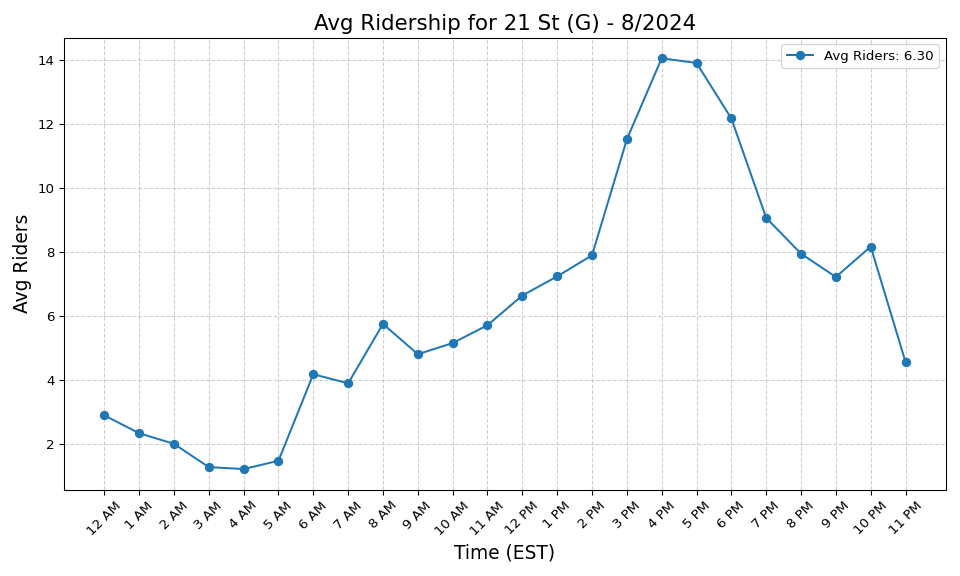 Avg Ridership for 21 St (G) - 8/2024
Avg Riders: 6.30
Avg Riders
14
12
10
8
6
4
2
12 AM
1 AM
2 AM
3 AM
4 AM
5 AM
6 AM
7 AM
8 AM
9 AM
10 AM
11 AM
12 PM
1 PM
2 PM
3 PM
4 PM
5 PM
6 PM
7 PM
8 PM
9 PM
10 PM
11 PM
Time (EST)